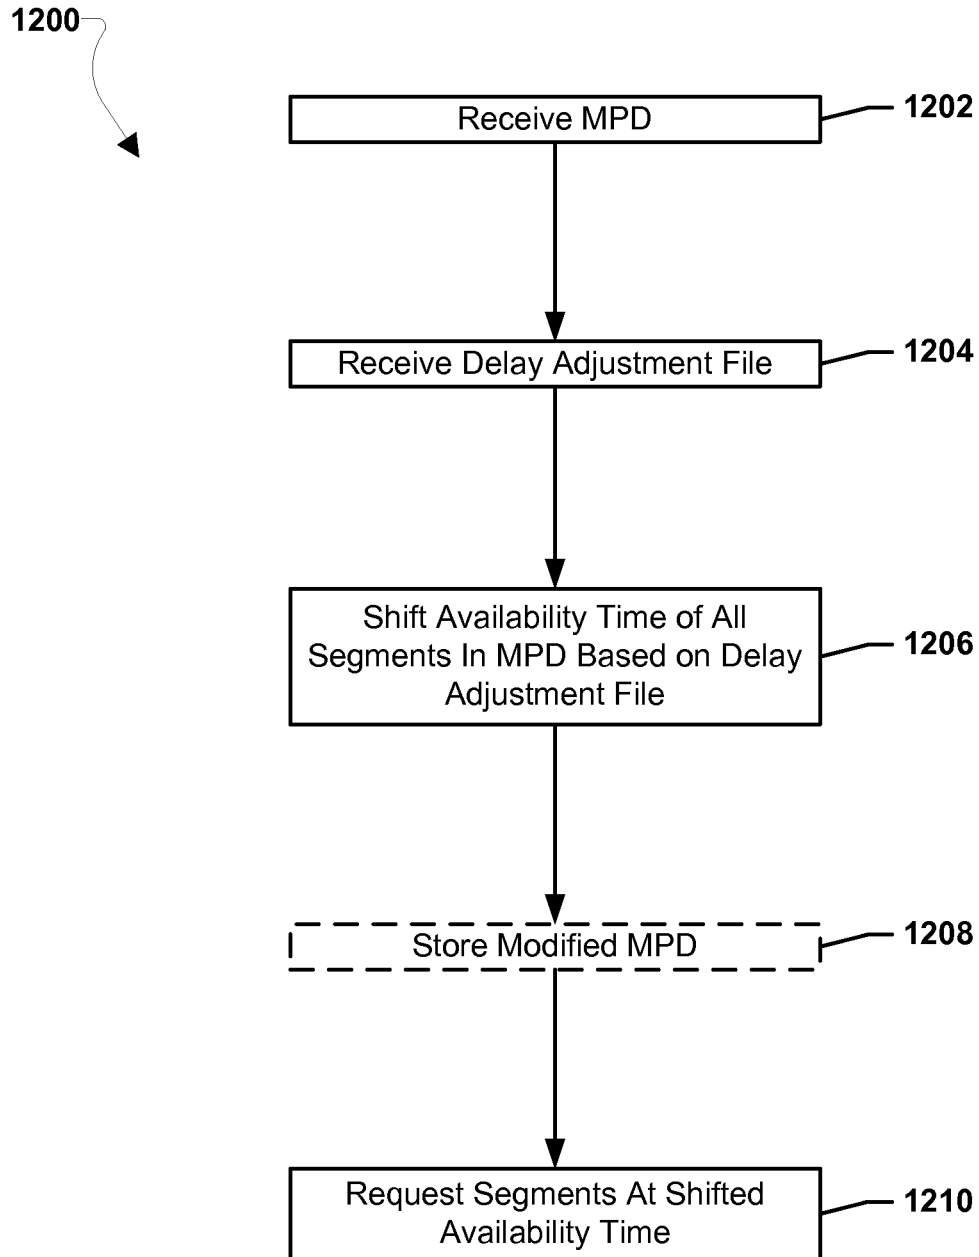 1200
Receive MPD
1202
Receive Delay Adjustment File
1204
Shift Availability Time of All
Segments In MPD Based on Delay
Adjustment File
1206
Store Modified MPD
1208
Request Segments At Shifted
Availability Time
1210